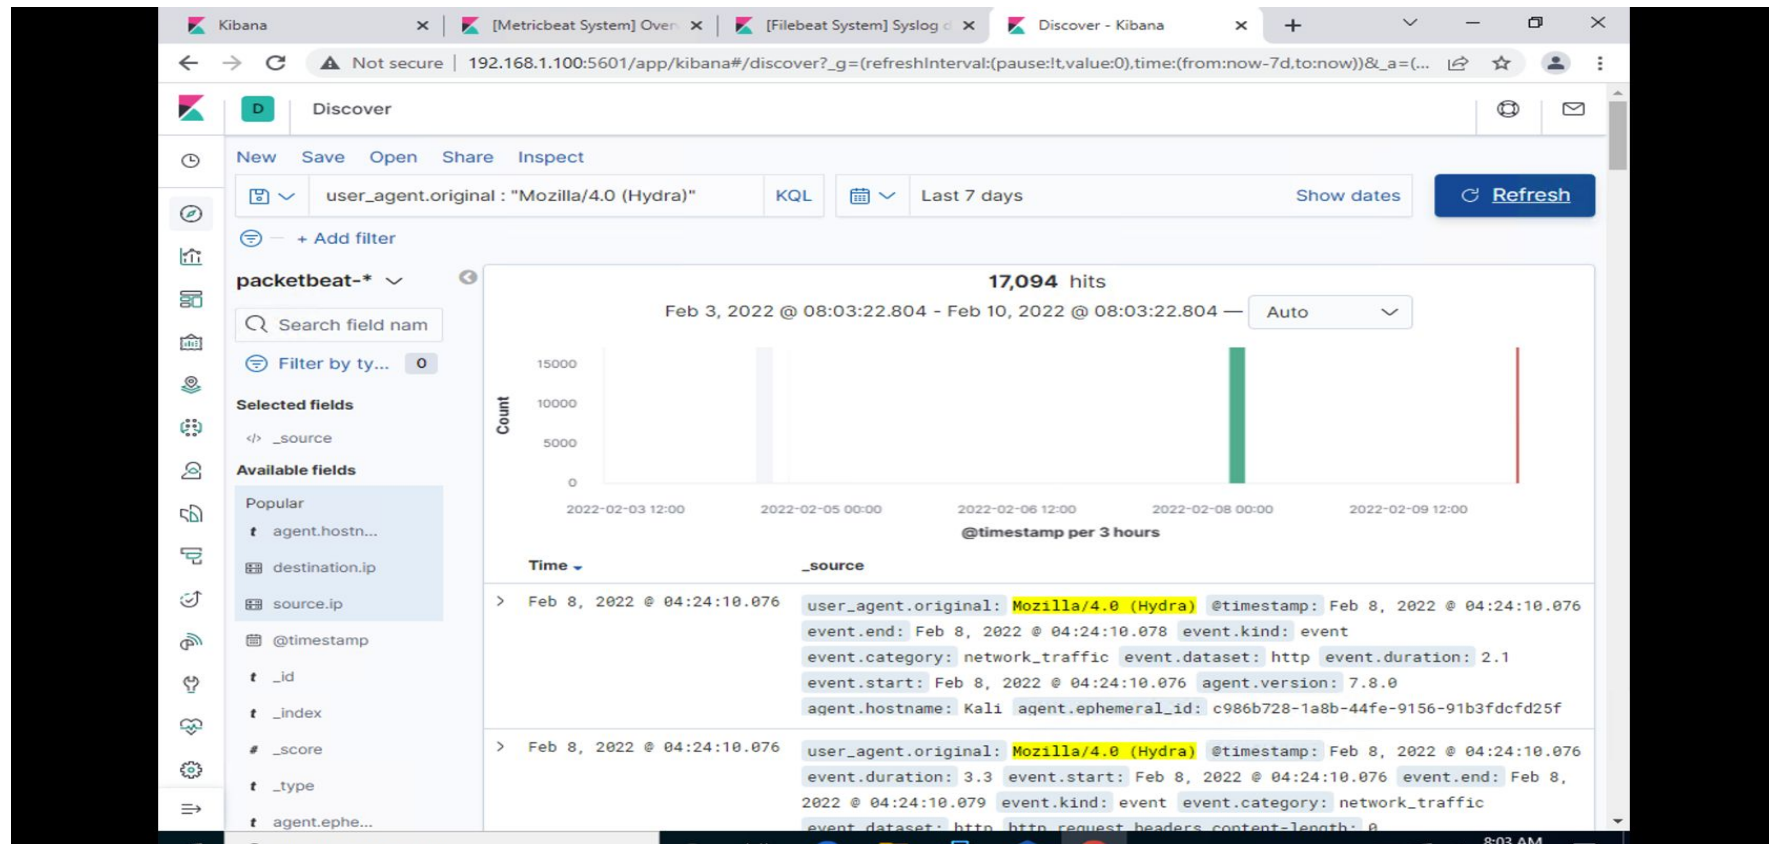 Kibana
[Metricbeat System] Over
[Filebeat System] Syslog d
Discover - Kibana
Not secure | 192.168.1.100:5601/app/kibana#/discover?_g=(refreshInterval:(pause:!t,value:0),time:(from:now-7d,to:now))&_a=(...
D Discover
New Save Open Share Inspect
user_agent.original : "Mozilla/4.0 (Hydra)" KQL Last 7 days Show dates Refresh
+ Add filter
packetbeat-*
Search field nam
Filter by ty... 0
Selected fields
</> _source
Available fields
Popular
t agent.hostn...
destination.ip
source.ip
@timestamp
t _id
t _index
# _score
t _type
t agent.ephe...
17,094 hits
Feb 3, 2022 @ 08:03:22.804 - Feb 10, 2022 @ 08:03:22.804 — Auto
Count
15000
10000
5000
0
2022-02-03 12:00 2022-02-05 00:00 2022-02-06 12:00 2022-02-08 00:00 2022-02-09 12:00
@timestamp per 3 hours
Time _source
> Feb 8, 2022 @ 04:24:10.076 user_agent.original: Mozilla/4.0 (Hydra) @timestamp: Feb 8, 2022 @ 04:24:10.076
event.end: Feb 8, 2022 @ 04:24:10.078 event.kind: event
event.category: network_traffic event.dataset: http event.duration: 2.1
event.start: Feb 8, 2022 @ 04:24:10.076 agent.version: 7.8.0
agent.hostname: Kali agent.ephemeral_id: c986b728-1a8b-44fe-9156-91b3fdcfd25f
> Feb 8, 2022 @ 04:24:10.076 user_agent.original: Mozilla/4.0 (Hydra) @timestamp: Feb 8, 2022 @ 04:24:10.076
event.duration: 3.3 event.start: Feb 8, 2022 @ 04:24:10.076 event.end: Feb 8,
2022 @ 04:24:10.079 event.kind: event event.category: network_traffic
event.dataset: http http.request.headers.content-length: 0
8:03 AM